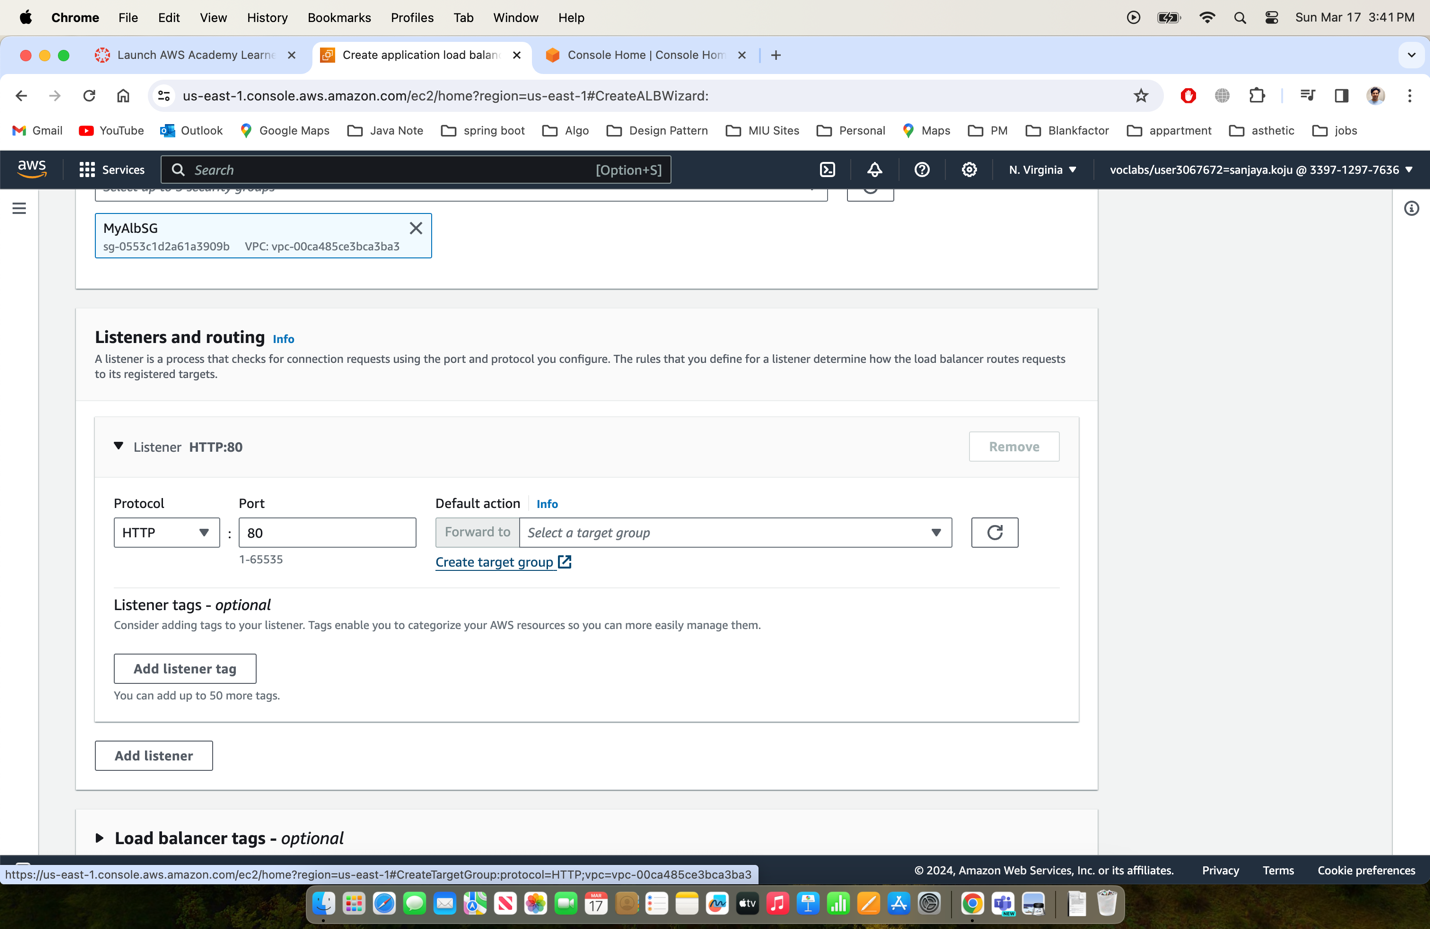 Chrome File Edit View History Bookmarks Profiles Tab Window Help Sun Mar 17 3:41 PM
Launch AWS Academy Learne Create application load balan Console Home | Console Hom
us-east-1.console.aws.amazon.com/ec2/home?region=us-east-1#CreateALBWizard:
Gmail YouTube Outlook Google Maps Java Note spring boot Algo Design Pattern MIU Sites Personal Maps PM Blankfactor appartment asthetic jobs
aws Services Search [Option+S] N. Virginia voclabs/user3067672=sanjaya.koju @ 3397-1297-7636
Select up to 5 security groups
MyAlbSG
sg-0553c1d2a61a3909b VPC: vpc-00ca485ce3bca3ba3
Listeners and routing Info
A listener is a process that checks for connection requests using the port and protocol you configure. The rules that you define for a listener determine how the load balancer routes requests
to its registered targets.
Listener HTTP:80 Remove
Protocol Port Default action Info
HTTP : 80 Forward to Select a target group
1-65535 Create target group
Listener tags - optional
Consider adding tags to your listener. Tags enable you to categorize your AWS resources so you can more easily manage them.
Add listener tag
You can add up to 50 more tags.
Add listener
Load balancer tags - optional
https://us-east-1.console.aws.amazon.com/ec2/home?region=us-east-1#CreateTargetGroup:protocol=HTTP;vpc=vpc-00ca485ce3bca3ba3 © 2024, Amazon Web Services, Inc. or its affiliates. Privacy Terms Cookie preferences
MAR
17
tv
NEW